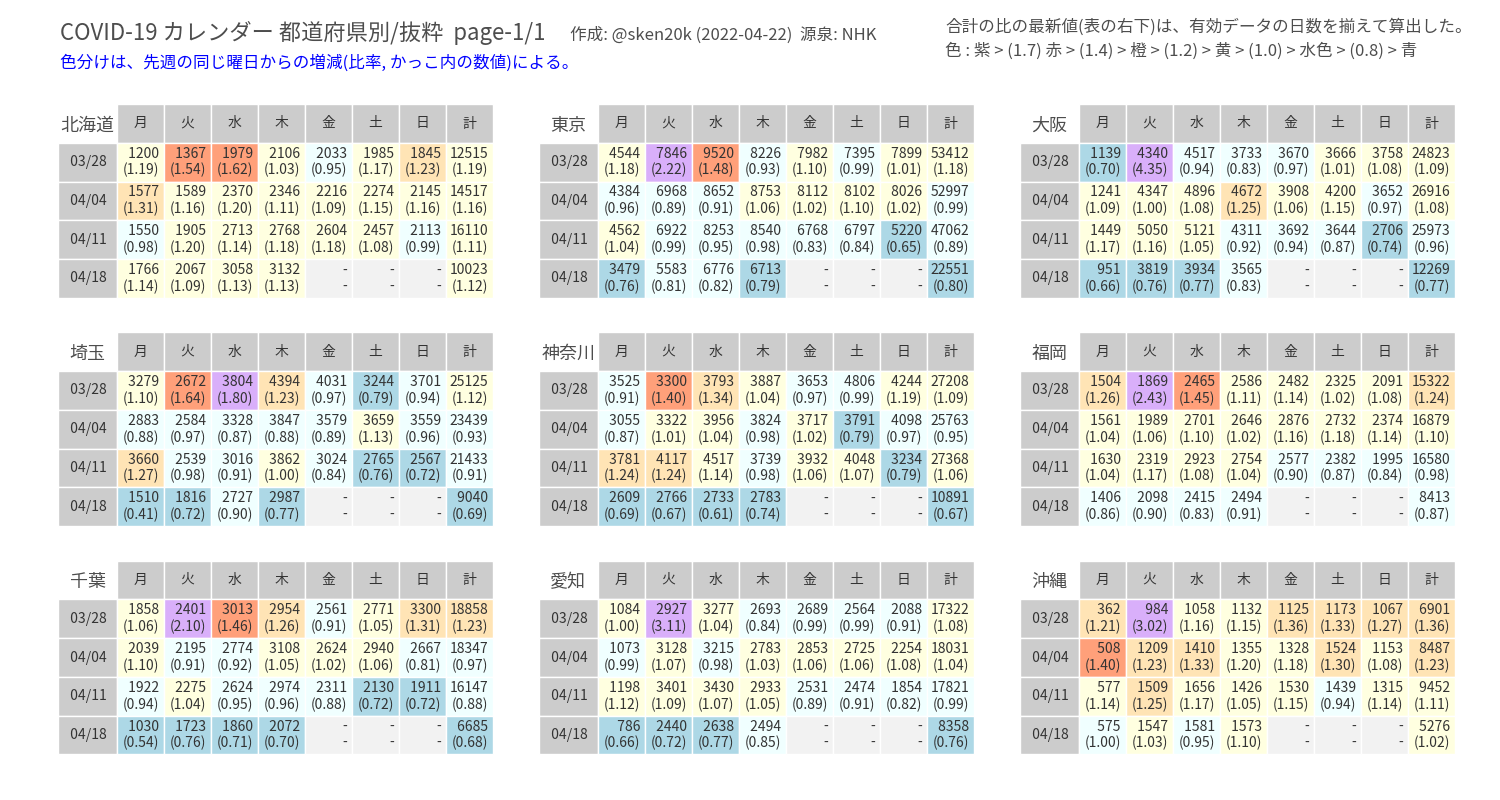 COVID-19 カレンダー 都道府県別/抜粋 page-1/1 作成: @sken20k (2022-04-22) 源泉: NHK
合計の比の最新値(表の右下)は、有効データの日数を揃えて算出した。
色分けは、先週の同じ曜日からの増減(比率, かっこ内の数値)による。
色 : 紫 > (1.7) 赤 > (1.4) > 橙 > (1.2) > 黄 > (1.0) > 水色 > (0.8) > 青
北海道 月 火 水 木 金 土 日 計
03/28 1200 1367 1979 2106 2033 1985 1845 12515
(1.19) (1.54) (1.62) (1.03) (0.95) (1.17) (1.23) (1.19)
04/04 1577 1589 2370 2346 2216 2274 2145 14517
(1.31) (1.16) (1.20) (1.11) (1.09) (1.15) (1.16) (1.16)
04/11 1550 1905 2713 2768 2604 2457 2113 16110
(0.98) (1.20) (1.14) (1.18) (1.18) (1.08) (0.99) (1.11)
04/18 1766 2067 3058 3132 - - - 10023
(1.14) (1.09) (1.13) (1.13) - - - (1.12)
東京 月 火 水 木 金 土 日 計
03/28 4544 7846 9520 8226 7982 7395 7899 53412
(1.18) (2.22) (1.48) (0.93) (1.10) (0.99) (1.01) (1.18)
04/04 4384 6968 8652 8753 8112 8102 8026 52997
(0.96) (0.89) (0.91) (1.06) (1.02) (1.10) (1.02) (0.99)
04/11 4562 6922 8253 8540 6768 6797 5220 47062
(1.04) (0.99) (0.95) (0.98) (0.83) (0.84) (0.65) (0.89)
04/18 3479 5583 6776 6713 - - - 22551
(0.76) (0.81) (0.82) (0.79) - - - (0.80)
大阪 月 火 水 木 金 土 日 計
03/28 1139 4340 4517 3733 3670 3666 3758 24823
(0.70) (4.35) (0.94) (0.83) (0.97) (1.01) (1.08) (1.09)
04/04 1241 4347 4896 4672 3908 4200 3652 26916
(1.09) (1.00) (1.08) (1.25) (1.06) (1.15) (0.97) (1.08)
04/11 1449 5050 5121 4311 3692 3644 2706 25973
(1.17) (1.16) (1.05) (0.92) (0.94) (0.87) (0.74) (0.96)
04/18 951 3819 3934 3565 - - - 12269
(0.66) (0.76) (0.77) (0.83) - - - (0.77)
埼玉 月 火 水 木 金 土 日 計
03/28 3279 2672 3804 4394 4031 3244 3701 25125
(1.10) (1.64) (1.80) (1.23) (0.97) (0.79) (0.94) (1.12)
04/04 2883 2584 3328 3847 3579 3659 3559 23439
(0.88) (0.97) (0.87) (0.88) (0.89) (1.13) (0.96) (0.93)
04/11 3660 2539 3016 3862 3024 2765 2567 21433
(1.27) (0.98) (0.91) (1.00) (0.84) (0.76) (0.72) (0.91)
04/18 1510 1816 2727 2987 - - - 9040
(0.41) (0.72) (0.90) (0.77) - - - (0.69)
神奈川 月 火 水 木 金 土 日 計
03/28 3525 3300 3793 3887 3653 4806 4244 27208
(0.91) (1.40) (1.34) (1.04) (0.97) (0.99) (1.19) (1.09)
04/04 3055 3322 3956 3824 3717 3791 4098 25763
(0.87) (1.01) (1.04) (0.98) (1.02) (0.79) (0.97) (0.95)
04/11 3781 4117 4517 3739 3932 4048 3234 27368
(1.24) (1.24) (1.14) (0.98) (1.06) (1.07) (0.79) (1.06)
04/18 2609 2766 2733 2783 - - - 10891
(0.69) (0.67) (0.61) (0.74) - - - (0.67)
福岡 月 火 水 木 金 土 日 計
03/28 1504 1869 2465 2586 2482 2325 2091 15322
(1.26) (2.43) (1.45) (1.11) (1.14) (1.02) (1.08) (1.24)
04/04 1561 1989 2701 2646 2876 2732 2374 16879
(1.04) (1.06) (1.10) (1.02) (1.16) (1.18) (1.14) (1.10)
04/11 1630 2319 2923 2754 2577 2382 1995 16580
(1.04) (1.17) (1.08) (1.04) (0.90) (0.87) (0.84) (0.98)
04/18 1406 2098 2415 2494 - - - 8413
(0.86) (0.90) (0.83) (0.91) - - - (0.87)
千葉 月 火 水 木 金 土 日 計
03/28 1858 2401 3013 2954 2561 2771 3300 18858
(1.06) (2.10) (1.46) (1.26) (0.91) (1.05) (1.31) (1.23)
04/04 2039 2195 2774 3108 2624 2940 2667 18347
(1.10) (0.91) (0.92) (1.05) (1.02) (1.06) (0.81) (0.97)
04/11 1922 2275 2624 2974 2311 2130 1911 16147
(0.94) (1.04) (0.95) (0.96) (0.88) (0.72) (0.72) (0.88)
04/18 1030 1723 1860 2072 - - - 6685
(0.54) (0.76) (0.71) (0.70) - - - (0.68)
愛知 月 火 水 木 金 土 日 計
03/28 1084 2927 3277 2693 2689 2564 2088 17322
(1.00) (3.11) (1.04) (0.84) (0.99) (0.99) (0.91) (1.08)
04/04 1073 3128 3215 2783 2853 2725 2254 18031
(0.99) (1.07) (0.98) (1.03) (1.06) (1.06) (1.08) (1.04)
04/11 1198 3401 3430 2933 2531 2474 1854 17821
(1.12) (1.09) (1.07) (1.05) (0.89) (0.91) (0.82) (0.99)
04/18 786 2440 2638 2494 - - - 8358
(0.66) (0.72) (0.77) (0.85) - - - (0.76)
沖縄 月 火 水 木 金 土 日 計
03/28 362 984 1058 1132 1125 1173 1067 6901
(1.21) (3.02) (1.16) (1.15) (1.36) (1.33) (1.27) (1.36)
04/04 508 1209 1410 1355 1328 1524 1153 8487
(1.40) (1.23) (1.33) (1.20) (1.18) (1.30) (1.08) (1.23)
04/11 577 1509 1656 1426 1530 1439 1315 9452
(1.14) (1.25) (1.17) (1.05) (1.15) (0.94) (1.14) (1.11)
04/18 575 1547 1581 1573 - - - 5276
(1.00) (1.03) (0.95) (1.10) - - - (1.02)